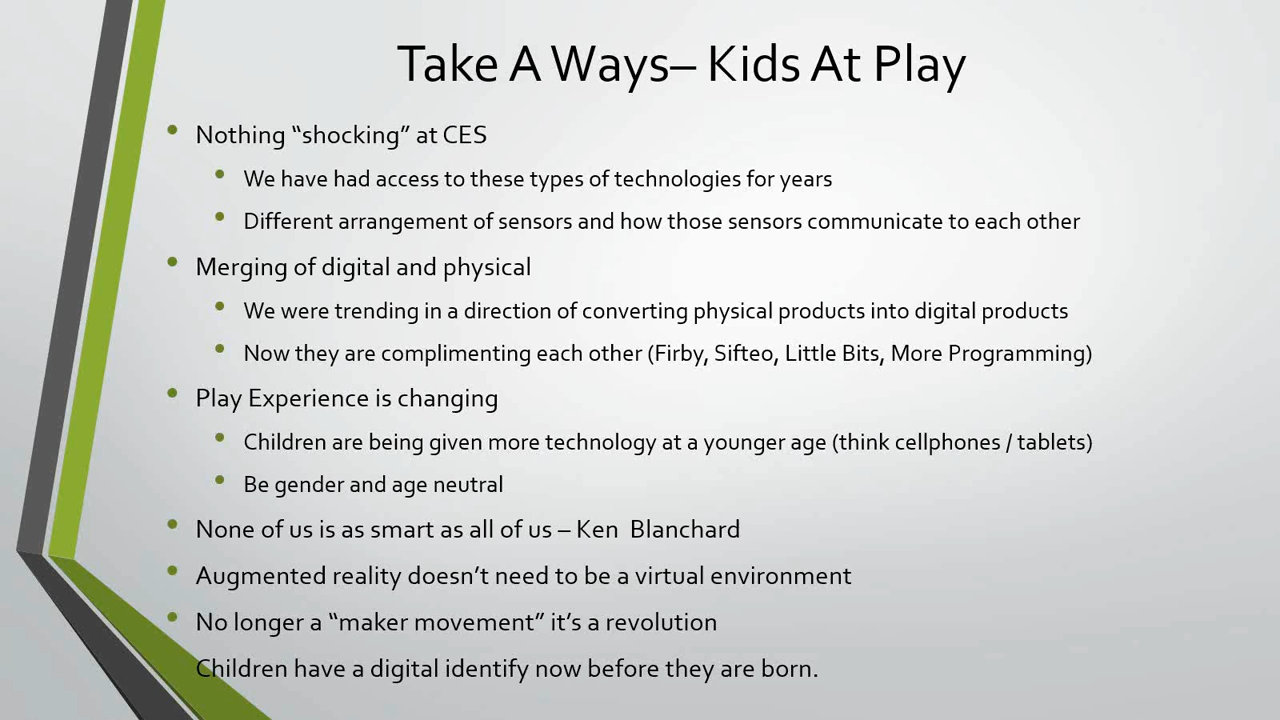 Take A Ways– Kids At Play
• Nothing “shocking” at CES
• We have had access to these types of technologies for years
• Different arrangement of sensors and how those sensors communicate to each other
• Merging of digital and physical
• We were trending in a direction of converting physical products into digital products
• Now they are complimenting each other (Firby, Sifteo, Little Bits, More Programming)
• Play Experience is changing
• Children are being given more technology at a younger age (think cellphones / tablets)
• Be gender and age neutral
• None of us is as smart as all of us – Ken  Blanchard
• Augmented reality doesn’t need to be a virtual environment
• No longer a “maker movement” it’s a revolution
Children have a digital identify now before they are born.